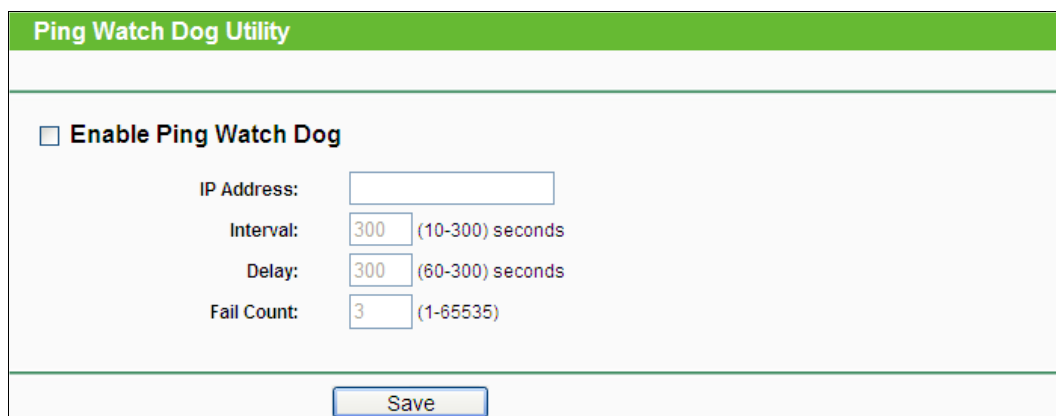 Ping Watch Dog Utility
Enable Ping Watch Dog
IP Address:
Interval: 300 (10-300) seconds
Delay: 300 (60-300) seconds
Fail Count: 3 (1-65535)
Save